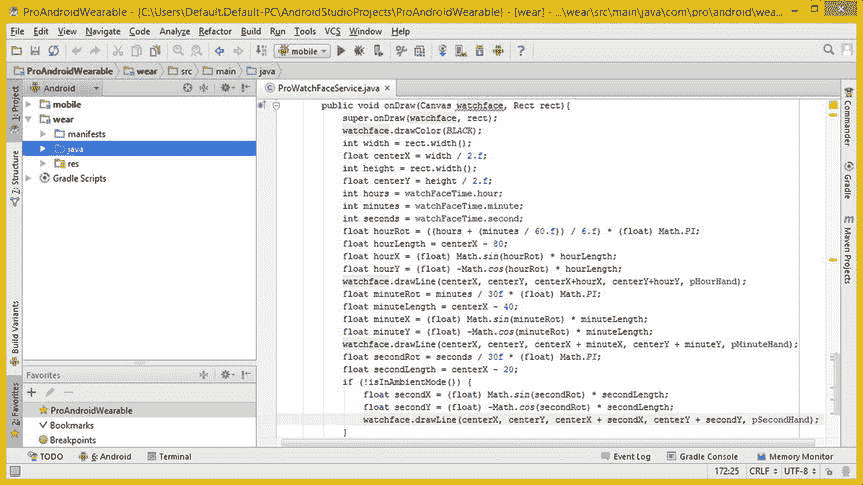 ProAndroidWearable - [C:\Users\Default.Default-PC\AndroidStudioProjects\ProAndroidWearable] - [wear] - ...\wear\src\main\java\com\pro\android\wea...
File Edit View Navigate Code Analyze Refactor Build Run Tools VCS Window Help
mobile
ProAndroidWearable wear src main java
Android
ProWatchFaceService.java
1: Project
7: Structure
Build Variants
2: Favorites
mobile
wear
manifests
java
res
Gradle Scripts
Favorites
ProAndroidWearable
Bookmarks
Breakpoints
public void onDraw(Canvas watchface, Rect rect){
super.onDraw(watchface, rect);
watchface.drawColor(BLACK);
int width = rect.width();
float centerX = width / 2.f;
int height = rect.width();
float centerY = height / 2.f;
int hours = watchFaceTime.hour;
int minutes = watchFaceTime.minute;
int seconds = watchFaceTime.second;
float hourRot = ((hours + (minutes / 60.f)) / 6.f) * (float) Math.PI;
float hourLength = centerX - 80;
float hourX = (float) Math.sin(hourRot) * hourLength;
float hourY = (float) -Math.cos(hourRot) * hourLength;
watchface.drawLine(centerX, centerY, centerX+hourX, centerY+hourY, pHourHand);
float minuteRot = minutes / 30f * (float) Math.PI;
float minuteLength = centerX - 40;
float minuteX = (float) Math.sin(minuteRot) * minuteLength;
float minuteY = (float) -Math.cos(minuteRot) * minuteLength;
watchface.drawLine(centerX, centerY, centerX + minuteX, centerY + minuteY, pMinuteHand);
float secondRot = seconds / 30f * (float) Math.PI;
float secondLength = centerX - 20;
if (!isInAmbientMode()) {
float secondX = (float) Math.sin(secondRot) * secondLength;
float secondY = (float) -Math.cos(secondRot) * secondLength;
watchface.drawLine(centerX, centerY, centerX + secondX, centerY + secondY, pSecondHand);
}
Commander
Gradle
Maven Projects
TODO 6: Android Terminal Event Log Gradle Console Memory Monitor
172:25 CRLF UTF-8